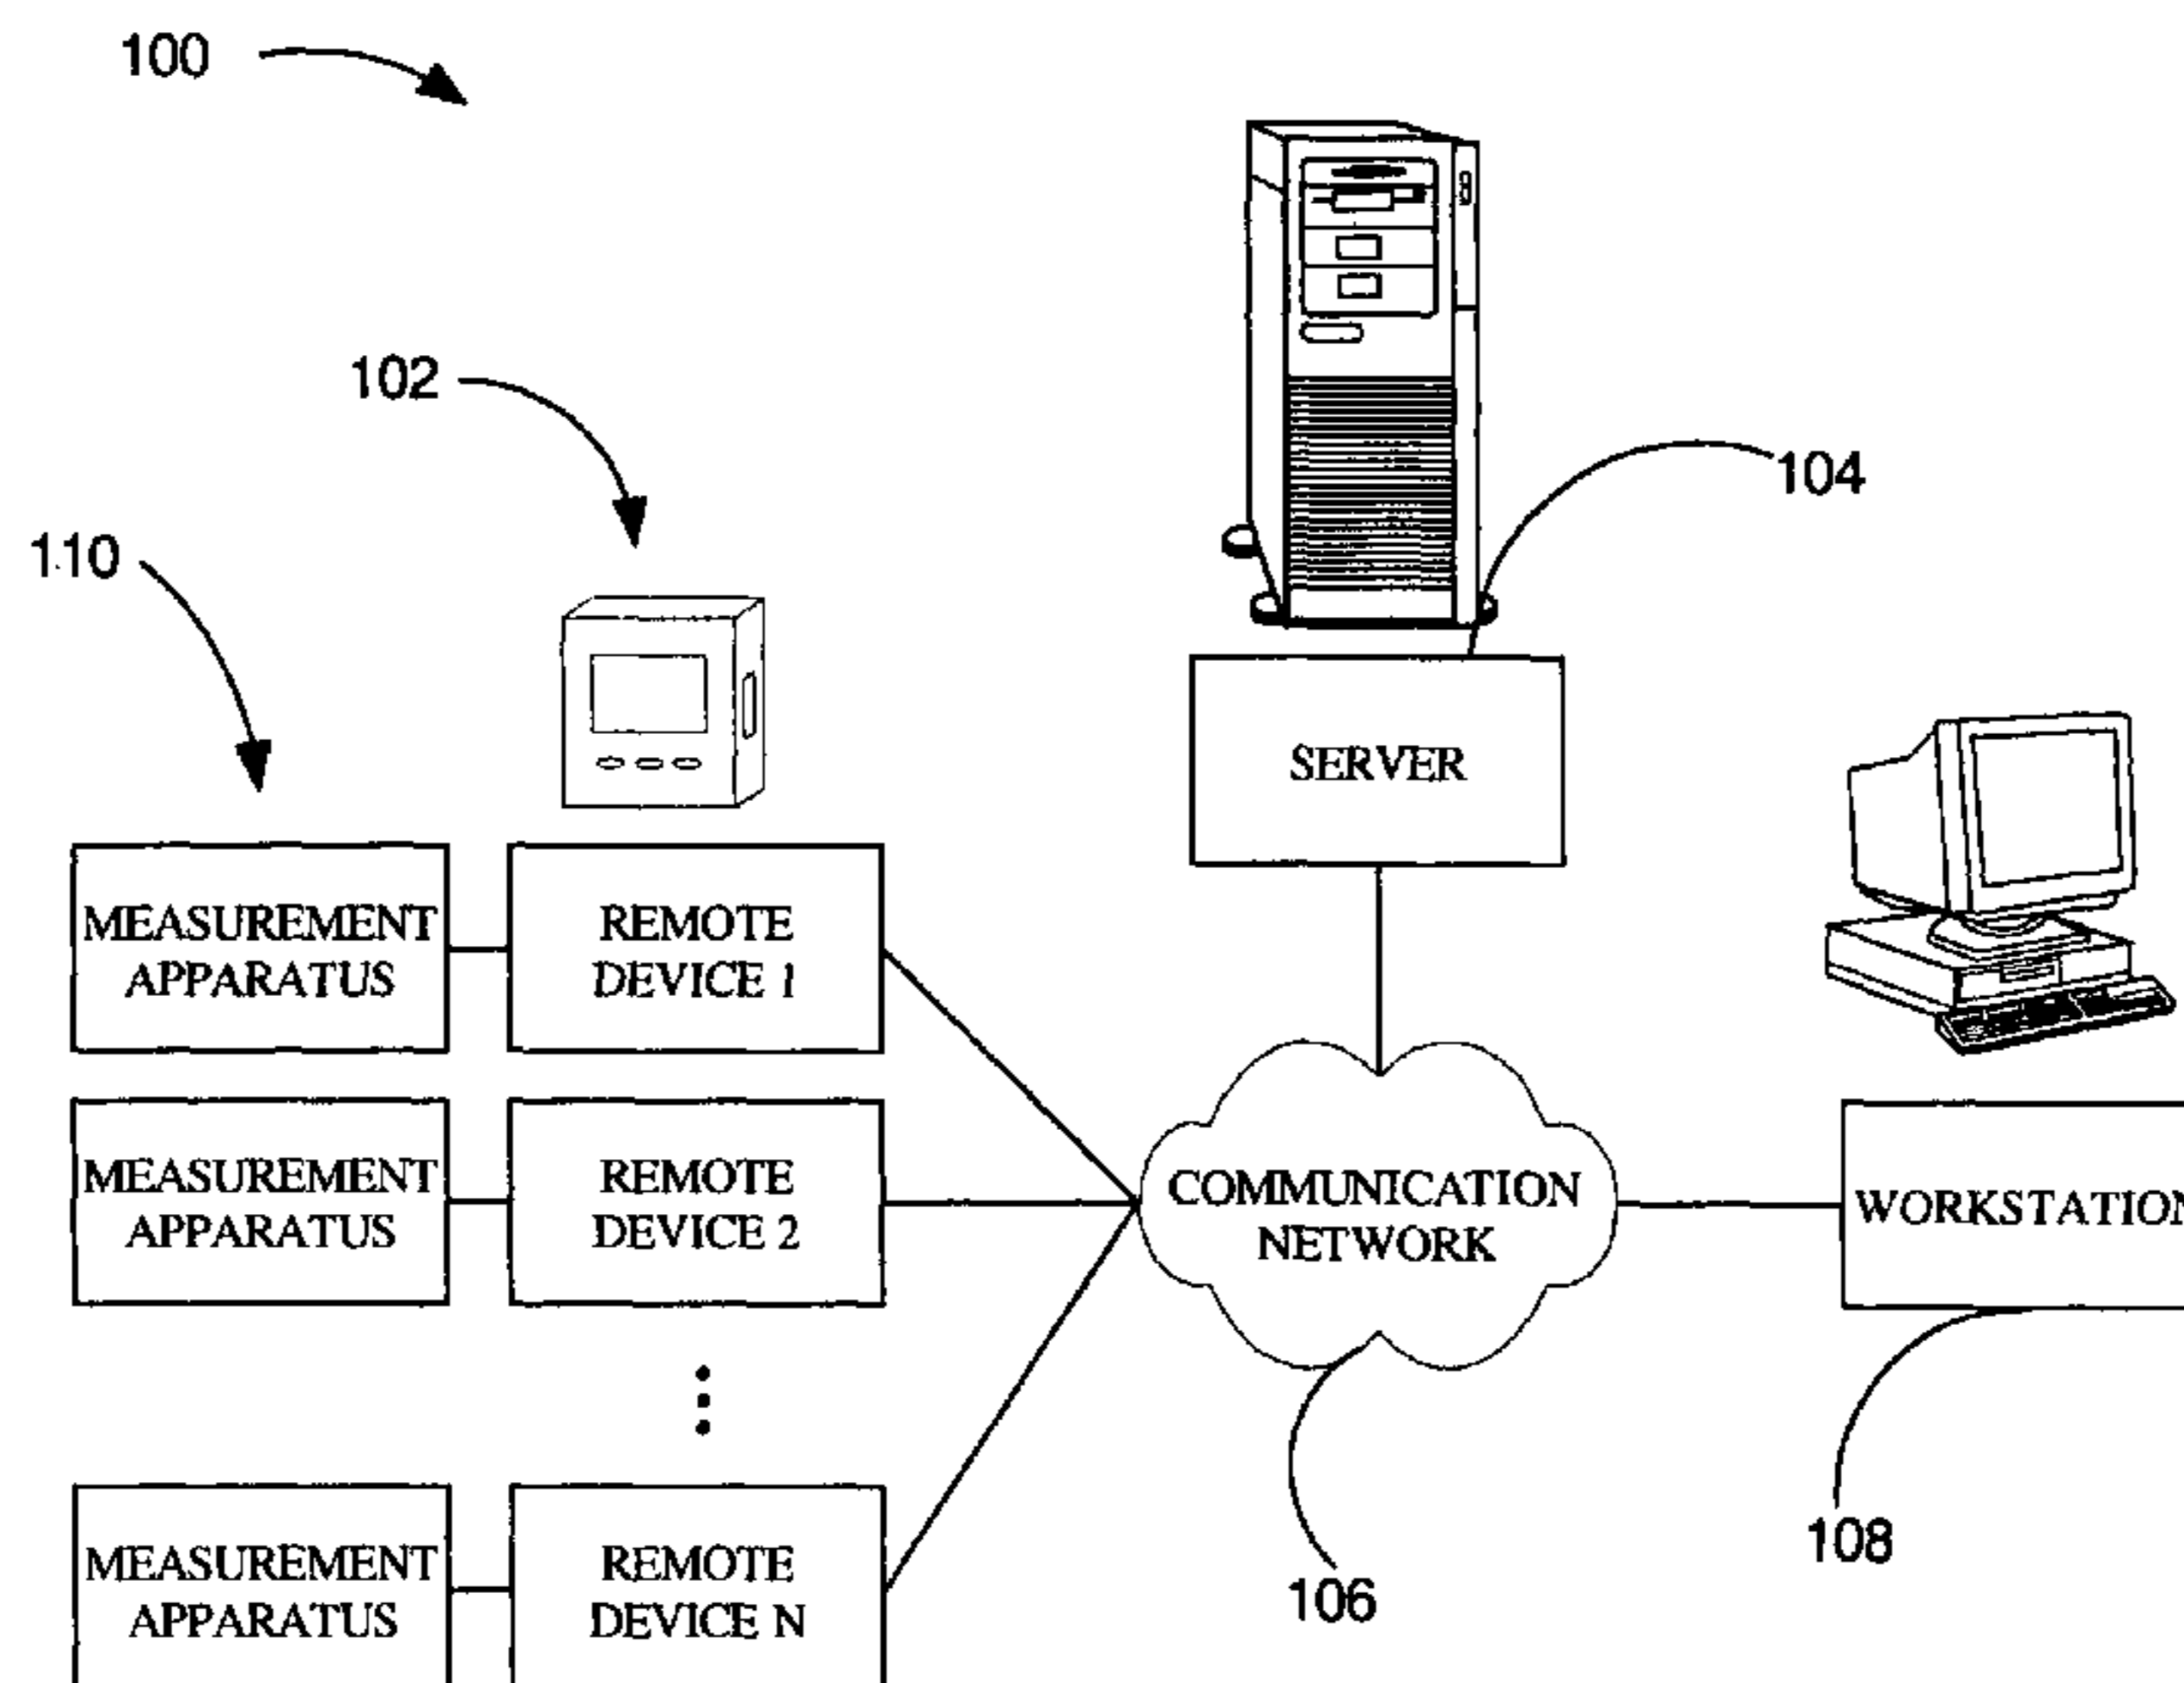 100
102
104
110
SERVER
MEASUREMENT
APPARATUS
REMOTE
DEVICE 1
MEASUREMENT
APPARATUS
REMOTE
DEVICE 2
COMMUNICATION
NETWORK
WORKSTATION
MEASUREMENT
APPARATUS
REMOTE
DEVICE N
106
108